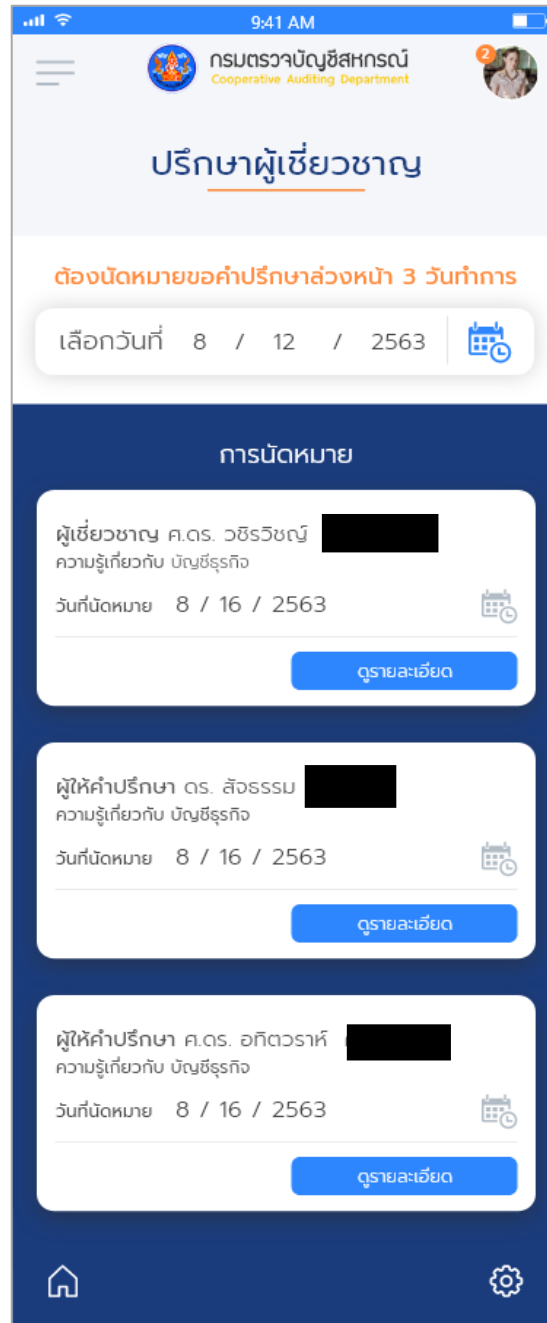 9:41 AM
กรมตรวจบัญชีสหกรณ์
Cooperative Auditing Department
2
ปรึกษาผู้เชี่ยวชาญ
ต้องนัดหมายขอคำปรึกษาล่วงหน้า 3 วันทำการ
เลือกวันที่ 8 / 12 / 2563
การนัดหมาย
ผู้เชี่ยวชาญ ศ.ดร. วชิรวิชญ์
ความรู้เกี่ยวกับ บัญชีธุรกิจ
วันที่นัดหมาย 8 / 16 / 2563
ดูรายละเอียด
ผู้ให้คำปรึกษา ดร. สัจธรรม
ความรู้เกี่ยวกับ บัญชีธุรกิจ
วันที่นัดหมาย 8 / 16 / 2563
ดูรายละเอียด
ผู้ให้คำปรึกษา ศ.ดร. อทิตวราห์
ความรู้เกี่ยวกับ บัญชีธุรกิจ
วันที่นัดหมาย 8 / 16 / 2563
ดูรายละเอียด